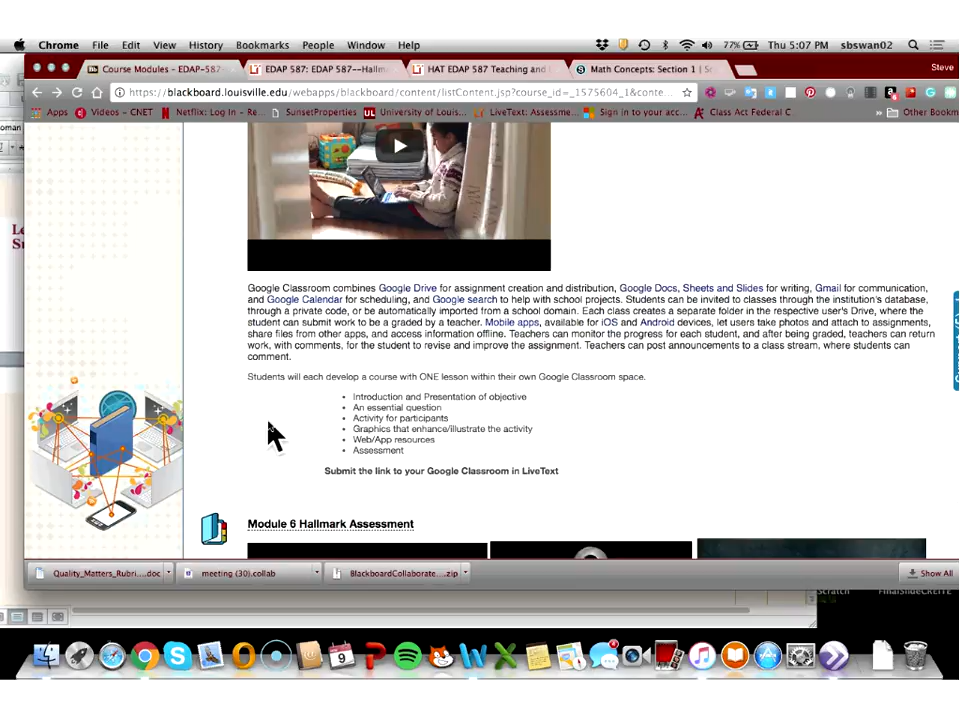 Chrome File Edit View History Bookmarks People Window Help 77% Thu 5:07 PM sbswan02
Course Modules - EDAP-587- EDAP 587: EDAP 587--Hallm HAT EDAP 587 Teaching and L Math Concepts: Section 1 | Sc Steve
https://blackboard.louisville.edu/webapps/blackboard/content/listContent.jsp?course_id=_1575604_1&conte...
Apps Videos - CNET Netflix: Log In - Re... SunsetProperties University of Louis... LiveText: Assessme... Sign in to your acc... Class Act Federal C » Other Bookm
oman
Le
St
Google Classroom combines Google Drive for assignment creation and distribution, Google Docs, Sheets and Slides for writing, Gmail for communication,
and Google Calendar for scheduling, and Google search to help with school projects. Students can be invited to classes through the institution's database,
through a private code, or be automatically imported from a school domain. Each class creates a separate folder in the respective user's Drive, where the
student can submit work to be a graded by a teacher. Mobile apps, available for iOS and Android devices, let users take photos and attach to assignments,
share files from other apps, and access information offline. Teachers can monitor the progress for each student, and after being graded, teachers can return
work, with comments, for the student to revise and improve the assignment. Teachers can post announcements to a class stream, where students can
comment.
Students will each develop a course with ONE lesson within their own Google Classroom space.
• Introduction and Presentation of objective
• An essential question
• Activity for participants
• Graphics that enhance/illustrate the activity
• Web/App resources
• Assessment
Submit the link to your Google Classroom in LiveText
Module 6 Hallmark Assessment
Quality_Matters_Rubri....doc meeting (30).collab BlackboardCollaborate....zip Show All
Scratch FinalSlideCREATE
9